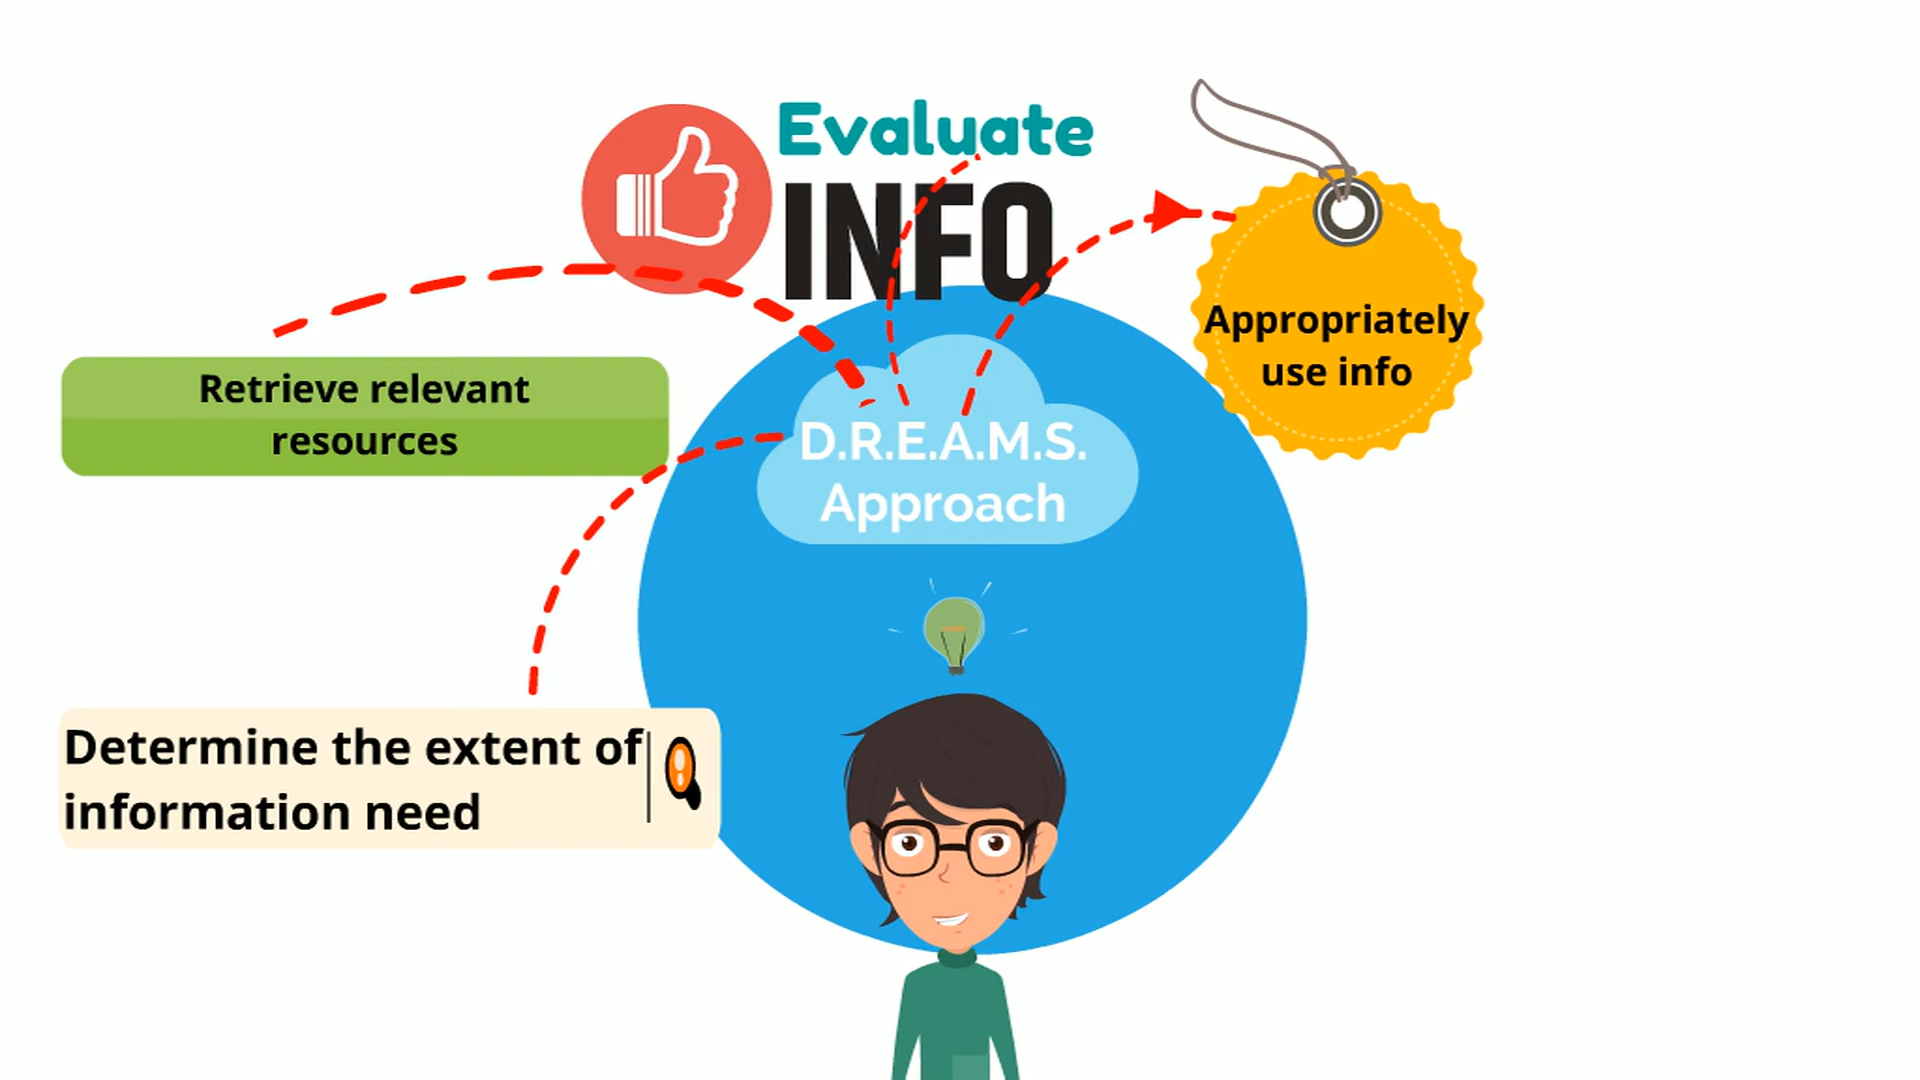 Evaluate
INFO
Appropriately
use info
Retrieve relevant
resources
D.R.E.A.M.S.
Approach
Determine the extent of
information need